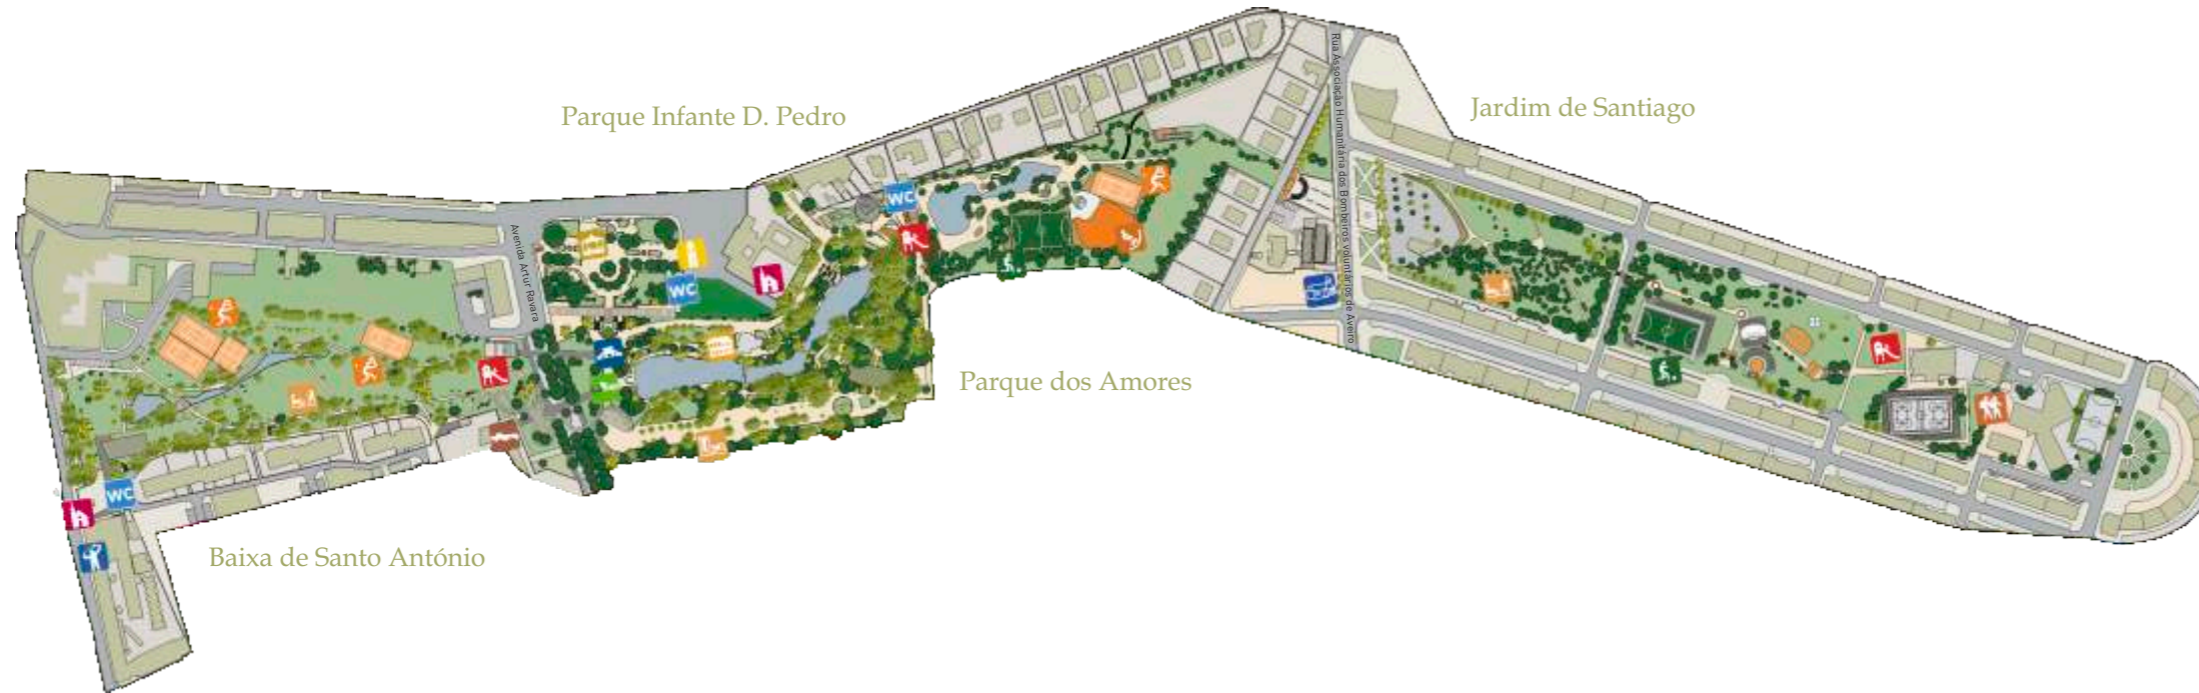 Parque Infante D. Pedro
Jardim de Santiago
Rua Associação Humanitária dos Bombeiros voluntários de Aveiro
WC
Avenida Artur Ravara
WC
Parque dos Amores
WC
Baixa de Santo António